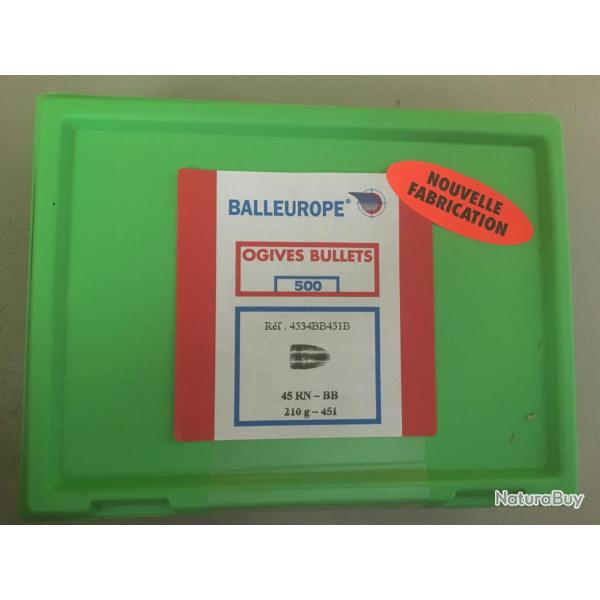 BALLEUROPE®
NOUVELLE
FABRICATION
OGIVES BULLETS
500
Réf : 4534BB451B
45 RN – BB
210 g – 451
NaturaBuy